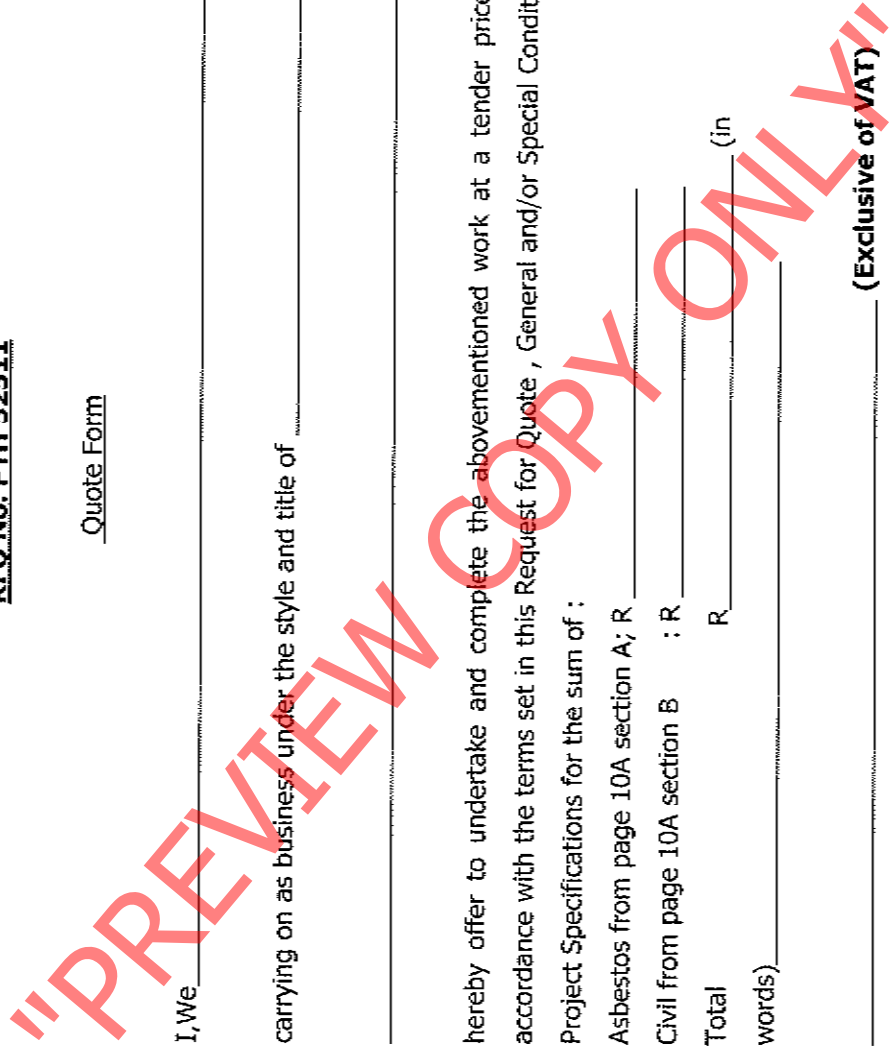 Quote Form
I,We
carrying on as business under the style and title of
hereby offer to undertake and complete the abovementioned work at a tender price
accordance with the terms set in this Request for Quote , General and/or Special
Project Specifications for the sum of :
Asbestos from page 10A section A; R
Civil from page 10A section B : R
Total R (in
words)
(Exclusive of VAT)
"PREVIEW COPY ONLY"